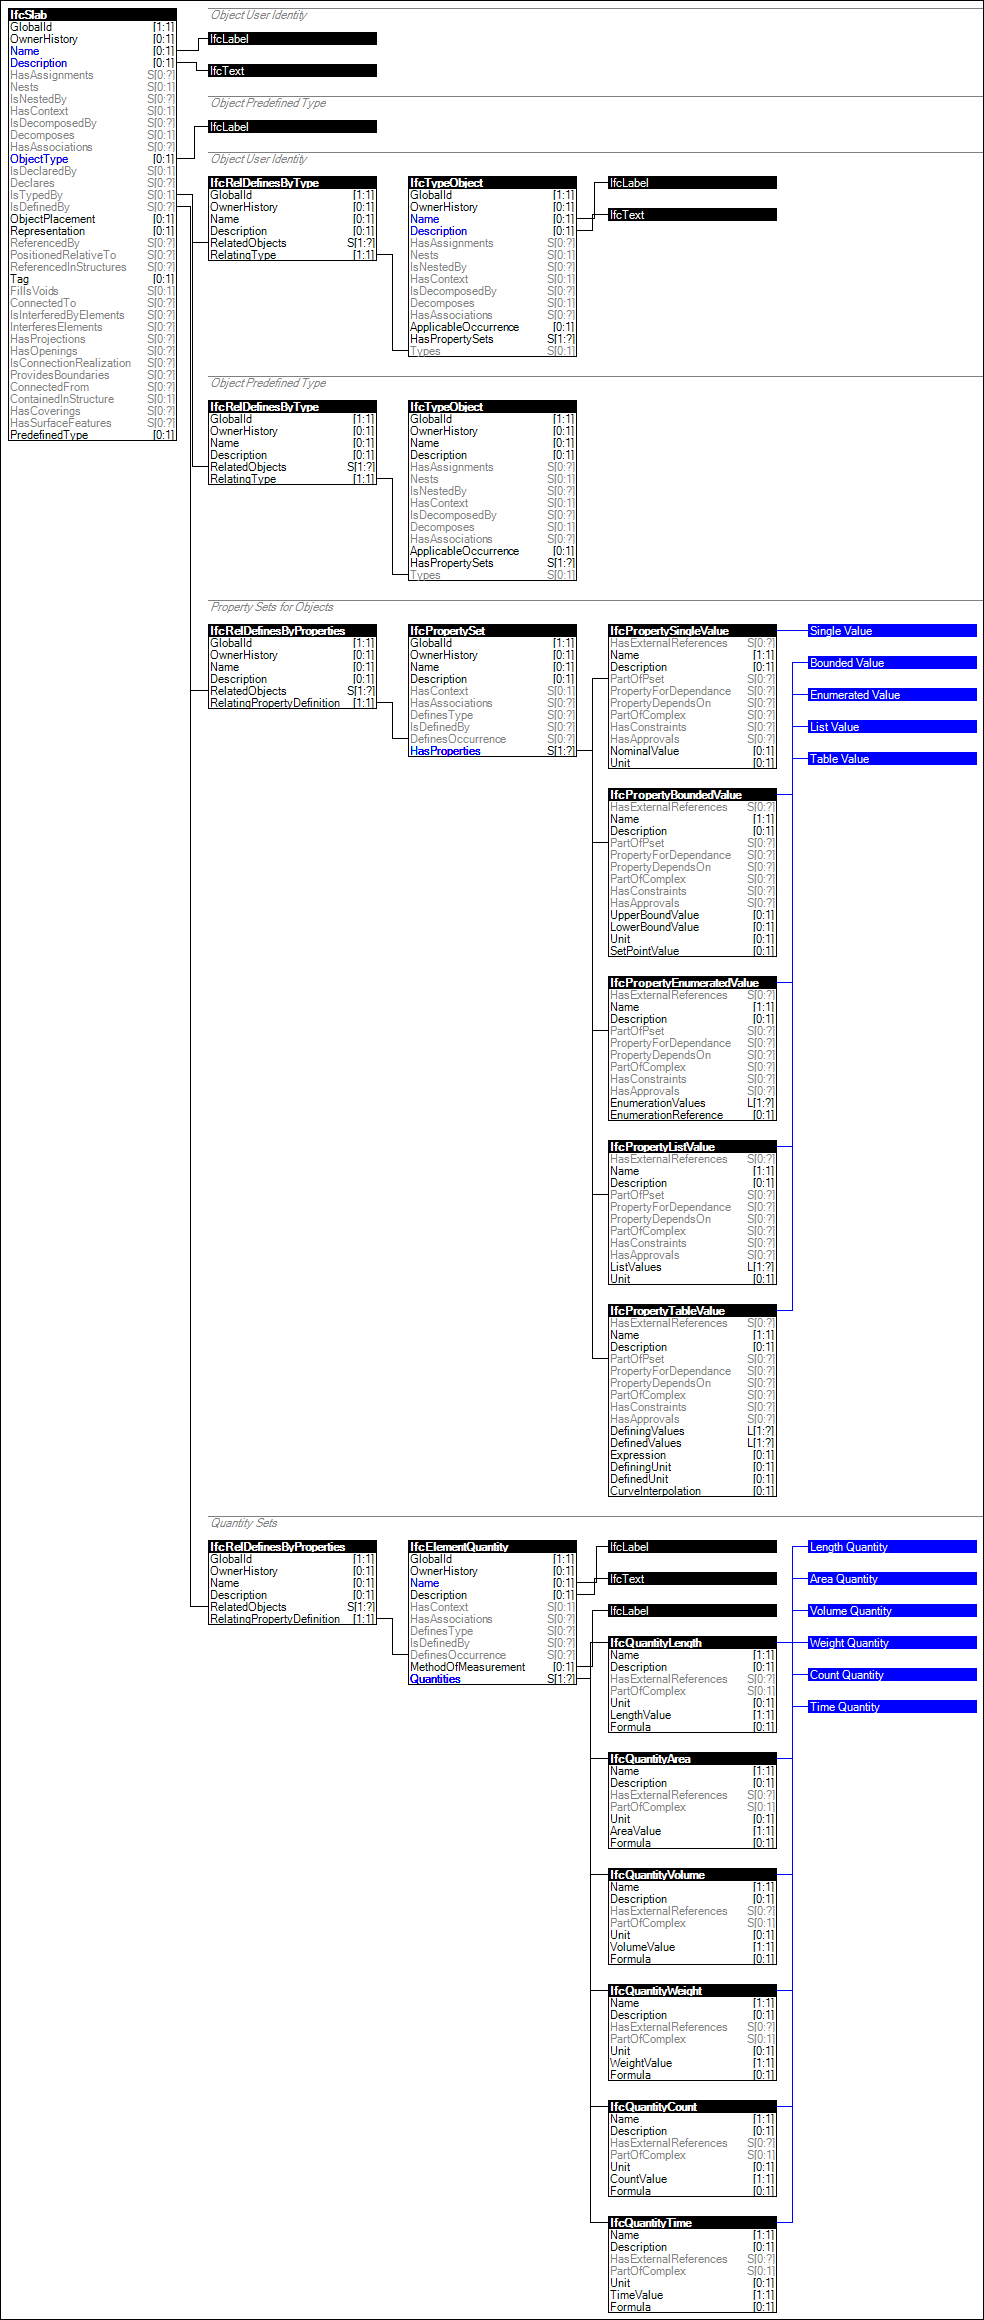 IfcSlab
GlobalId [1:1]
OwnerHistory [0:1]
Name [0:1]
Description [0:1]
HasAssignments S[0:?]
Nests S[0:1]
IsNestedBy S[0:?]
HasContext S[0:1]
IsDecomposedBy S[0:?]
Decomposes S[0:1]
HasAssociations S[0:?]
ObjectType [0:1]
IsDeclaredBy S[0:1]
Declares S[0:?]
IsTypedBy S[0:1]
IsDefinedBy S[0:?]
ObjectPlacement [0:1]
Representation [0:1]
ReferencedBy S[0:?]
PositionedRelativeTo S[0:?]
ReferencedInStructures S[0:?]
Tag [0:1]
FillsVoids S[0:1]
ConnectedTo S[0:?]
IsInterferedByElements S[0:?]
InterferesElements S[0:?]
HasProjections S[0:?]
HasOpenings S[0:?]
IsConnectionRealization S[0:?]
ProvidesBoundaries S[0:?]
ConnectedFrom S[0:?]
ContainedInStructure S[0:1]
HasCoverings S[0:?]
HasSurfaceFeatures S[0:?]
PredefinedType [0:1]
Object User Identity
IfcLabel
IfcText
Object Predefined Type
IfcLabel
Object User Identity
IfcRelDefinesByType
GlobalId [1:1]
OwnerHistory [0:1]
Name [0:1]
Description [0:1]
RelatedObjects S[1:?]
RelatingType [1:1]
IfcTypeObject
GlobalId [1:1]
OwnerHistory [0:1]
Name [0:1]
Description [0:1]
HasAssignments S[0:?]
Nests S[0:1]
IsNestedBy S[0:?]
HasContext S[0:1]
IsDecomposedBy S[0:?]
Decomposes S[0:1]
HasAssociations S[0:?]
ApplicableOccurrence [0:1]
HasPropertySets S[1:?]
Types S[0:1]
IfcLabel
IfcText
Object Predefined Type
IfcRelDefinesByType
GlobalId [1:1]
OwnerHistory [0:1]
Name [0:1]
Description [0:1]
RelatedObjects S[1:?]
RelatingType [1:1]
IfcTypeObject
GlobalId [1:1]
OwnerHistory [0:1]
Name [0:1]
Description [0:1]
HasAssignments S[0:?]
Nests S[0:1]
IsNestedBy S[0:?]
HasContext S[0:1]
IsDecomposedBy S[0:?]
Decomposes S[0:1]
HasAssociations S[0:?]
ApplicableOccurrence [0:1]
HasPropertySets S[1:?]
Types S[0:1]
Property Sets for Objects
IfcRelDefinesByProperties
GlobalId [1:1]
OwnerHistory [0:1]
Name [0:1]
Description [0:1]
RelatedObjects S[1:?]
RelatingPropertyDefinition [1:1]
IfcPropertySet
GlobalId [1:1]
OwnerHistory [0:1]
Name [0:1]
Description [0:1]
HasContext S[0:1]
HasAssociations S[0:?]
DefinesType S[0:?]
IsDefinedBy S[0:?]
DefinesOccurrence S[0:?]
HasProperties S[1:?]
IfcPropertySingleValue
HasExternalReferences S[0:?]
Name [1:1]
Description [0:1]
PartOfPset S[0:?]
PropertyForDependance S[0:?]
PropertyDependsOn S[0:?]
PartOfComplex S[0:?]
HasConstraints S[0:?]
HasApprovals S[0:?]
NominalValue [0:1]
Unit [0:1]
IfcPropertyBoundedValue
HasExternalReferences S[0:?]
Name [1:1]
Description [0:1]
PartOfPset S[0:?]
PropertyForDependance S[0:?]
PropertyDependsOn S[0:?]
PartOfComplex S[0:?]
HasConstraints S[0:?]
HasApprovals S[0:?]
UpperBoundValue [0:1]
LowerBoundValue [0:1]
Unit [0:1]
SetPointValue [0:1]
IfcPropertyEnumeratedValue
HasExternalReferences S[0:?]
Name [1:1]
Description [0:1]
PartOfPset S[0:?]
PropertyForDependance S[0:?]
PropertyDependsOn S[0:?]
PartOfComplex S[0:?]
HasConstraints S[0:?]
HasApprovals S[0:?]
EnumerationValues L[1:?]
EnumerationReference [0:1]
IfcPropertyListValue
HasExternalReferences S[0:?]
Name [1:1]
Description [0:1]
PartOfPset S[0:?]
PropertyForDependance S[0:?]
PropertyDependsOn S[0:?]
PartOfComplex S[0:?]
HasConstraints S[0:?]
HasApprovals S[0:?]
ListValues L[1:?]
Unit [0:1]
IfcPropertyTableValue
HasExternalReferences S[0:?]
Name [1:1]
Description [0:1]
PartOfPset S[0:?]
PropertyForDependance S[0:?]
PropertyDependsOn S[0:?]
PartOfComplex S[0:?]
HasConstraints S[0:?]
HasApprovals S[0:?]
DefiningValues L[1:?]
DefinedValues L[1:?]
Expression [0:1]
DefiningUnit [0:1]
DefinedUnit [0:1]
CurveInterpolation [0:1]
Single Value
Bounded Value
Enumerated Value
List Value
Table Value
Quantity Sets
IfcRelDefinesByProperties
GlobalId [1:1]
OwnerHistory [0:1]
Name [0:1]
Description [0:1]
RelatedObjects S[1:?]
RelatingPropertyDefinition [1:1]
IfcElementQuantity
GlobalId [1:1]
OwnerHistory [0:1]
Name [0:1]
Description [0:1]
HasContext S[0:1]
HasAssociations S[0:?]
DefinesType S[0:?]
IsDefinedBy S[0:?]
DefinesOccurrence S[0:?]
MethodOfMeasurement [0:1]
Quantities S[1:?]
IfcLabel
IfcText
IfcLabel
IfcQuantityLength
Name [1:1]
Description [0:1]
HasExternalReferences S[0:?]
PartOfComplex S[0:1]
Unit [0:1]
LengthValue [1:1]
Formula [0:1]
IfcQuantityArea
Name [1:1]
Description [0:1]
HasExternalReferences S[0:?]
PartOfComplex S[0:1]
Unit [0:1]
AreaValue [1:1]
Formula [0:1]
IfcQuantityVolume
Name [1:1]
Description [0:1]
HasExternalReferences S[0:?]
PartOfComplex S[0:1]
Unit [0:1]
VolumeValue [1:1]
Formula [0:1]
IfcQuantityWeight
Name [1:1]
Description [0:1]
HasExternalReferences S[0:?]
PartOfComplex S[0:1]
Unit [0:1]
WeightValue [1:1]
Formula [0:1]
IfcQuantityCount
Name [1:1]
Description [0:1]
HasExternalReferences S[0:?]
PartOfComplex S[0:1]
Unit [0:1]
CountValue [1:1]
Formula [0:1]
IfcQuantityTime
Name [1:1]
Description [0:1]
HasExternalReferences S[0:?]
PartOfComplex S[0:1]
Unit [0:1]
TimeValue [1:1]
Formula [0:1]
Length Quantity
Area Quantity
Volume Quantity
Weight Quantity
Count Quantity
Time Quantity